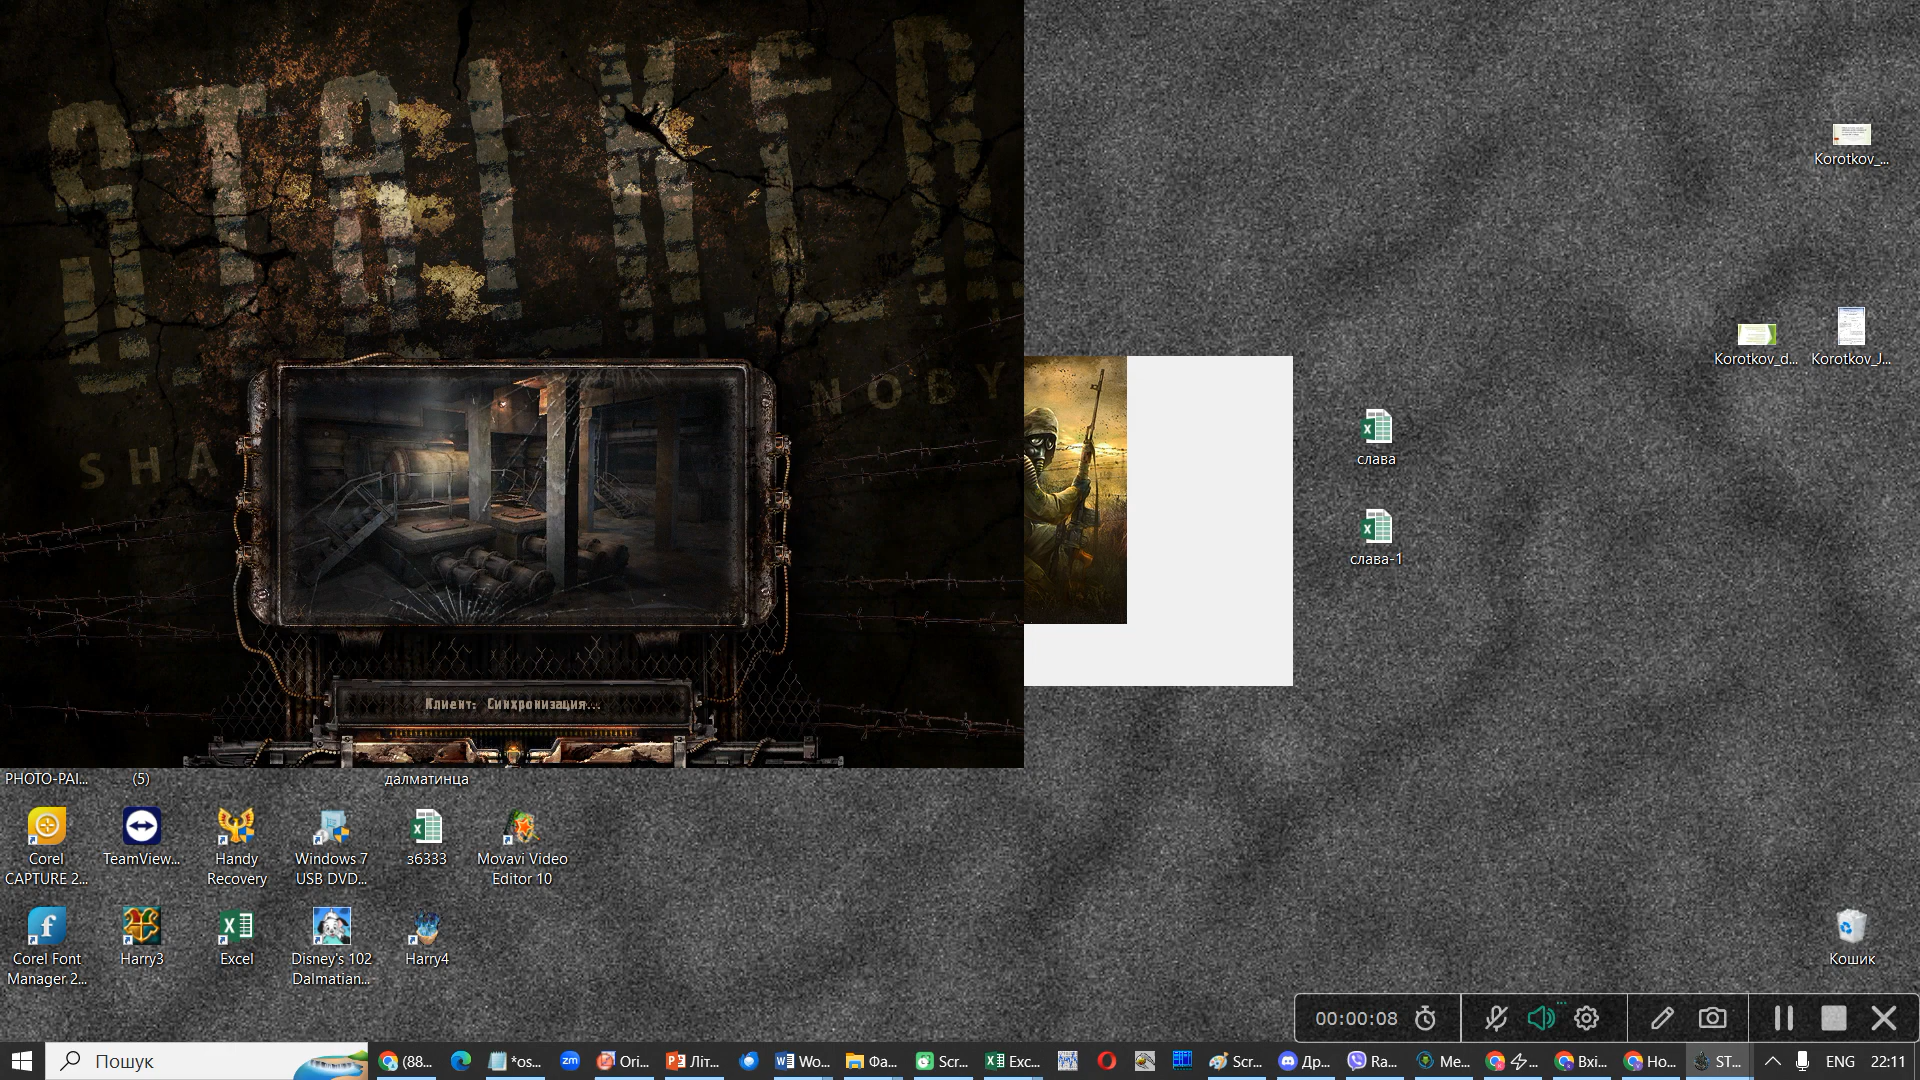 STALKER
SHA
NOBY
Клиент: Синхронизация...
Korotkov_...
Korotkov_d...
Korotkov_J...
слава
слава-1
PHOTO-PAI...
(5)
далматинца
Corel
CAPTURE 2...
TeamView...
Handy
Recovery
Windows 7
USB DVD...
з6333
Movavi Video
Editor 10
Corel Font
Manager 2...
Harry3
Excel
Disney's 102
Dalmatian...
Harry4
Кошик
00:00:08
Пошук
(88...
*os...
zm
Ori...
Літ...
Wo...
Фа...
Scr...
Exc...
Scr...
Др...
Ra...
Me...
⚡...
Вхі...
Но...
ST...
ENG
22:11